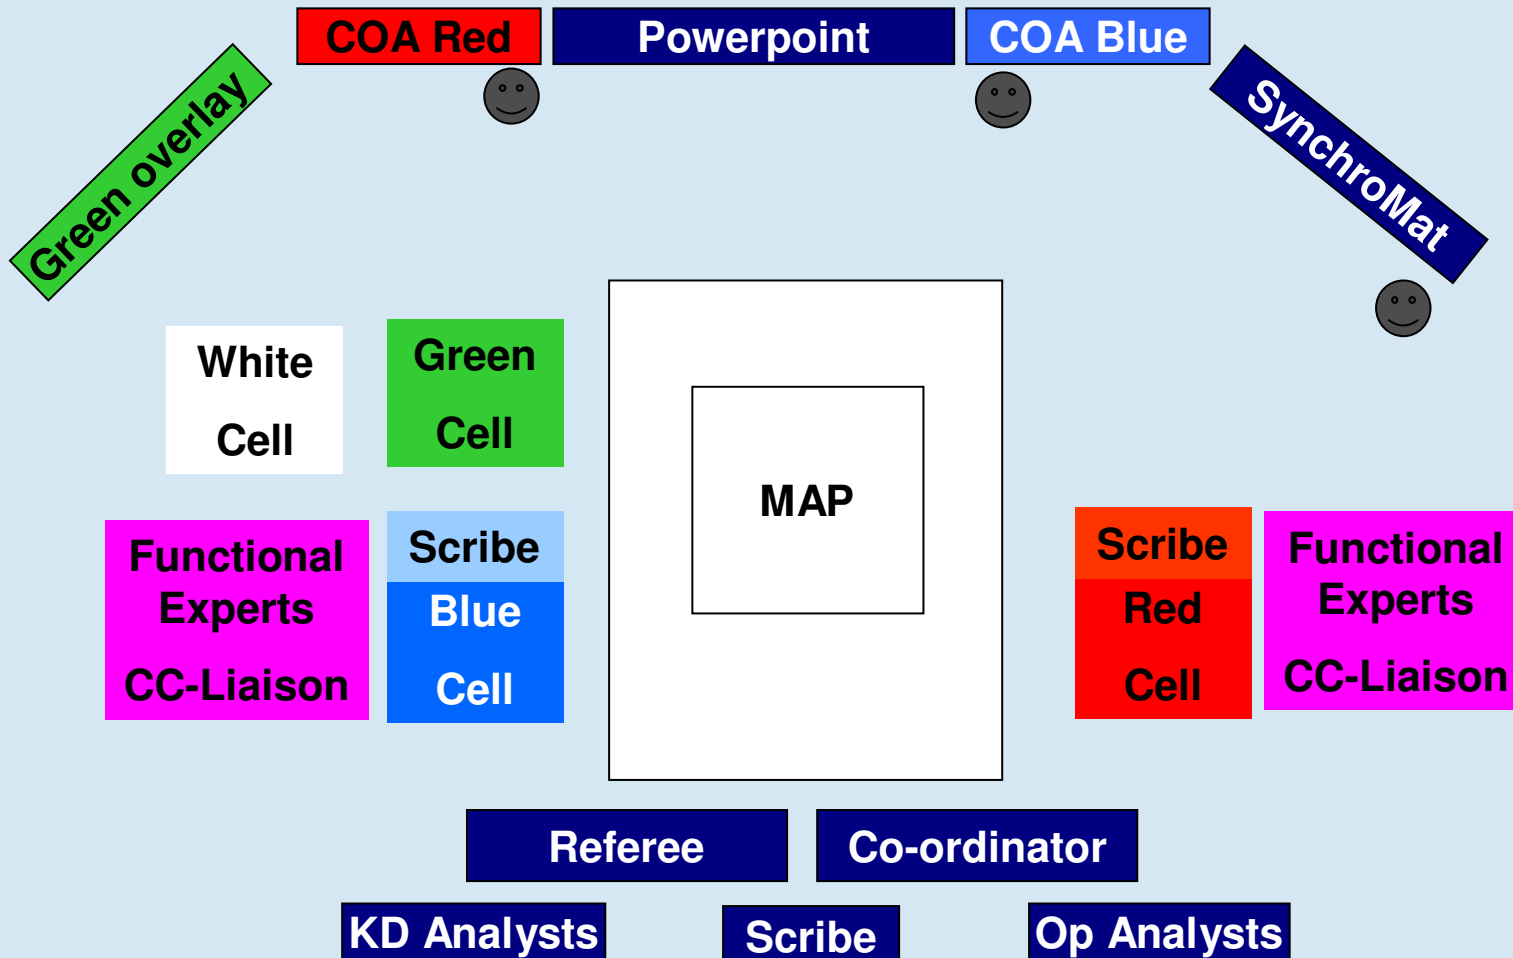 COA Red
Powerpoint
COA Blue
Green overlay
SynchroMat
White
Cell
Green
Cell
MAP
Functional
Experts
CC-Liaison
Scribe
Blue
Cell
Scribe
Red
Cell
Functional
Experts
CC-Liaison
Referee
Co-ordinator
KD Analysts
Scribe
Op Analysts